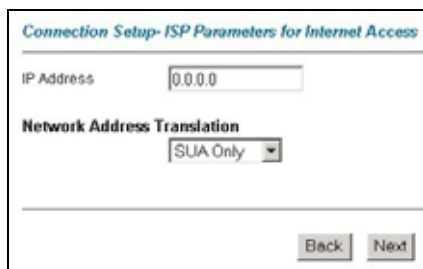 Connection Setup- ISP Parameters for Internet Access
IP Address 0.0.0.0
Network Address Translation
SUA Only
Back Next